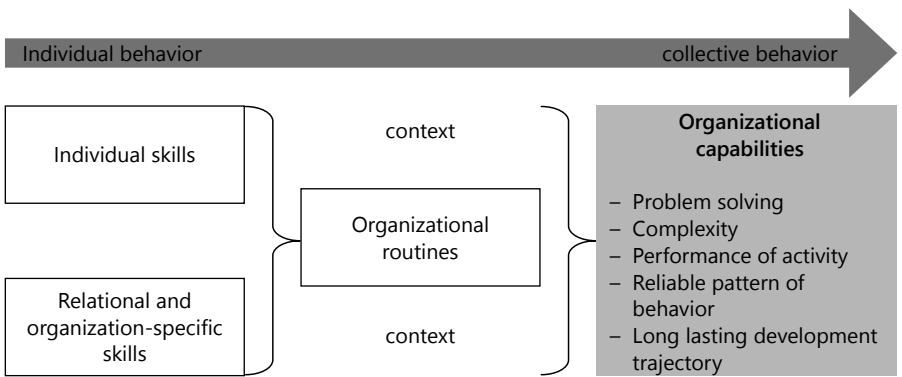 Individual behavior
collective behavior
Individual skills
Relational and
organization-specific
skills
context
Organizational
routines
context
Organizational
capabilities
– Problem solving
– Complexity
– Performance of activity
– Reliable pattern of
behavior
– Long lasting development
trajectory